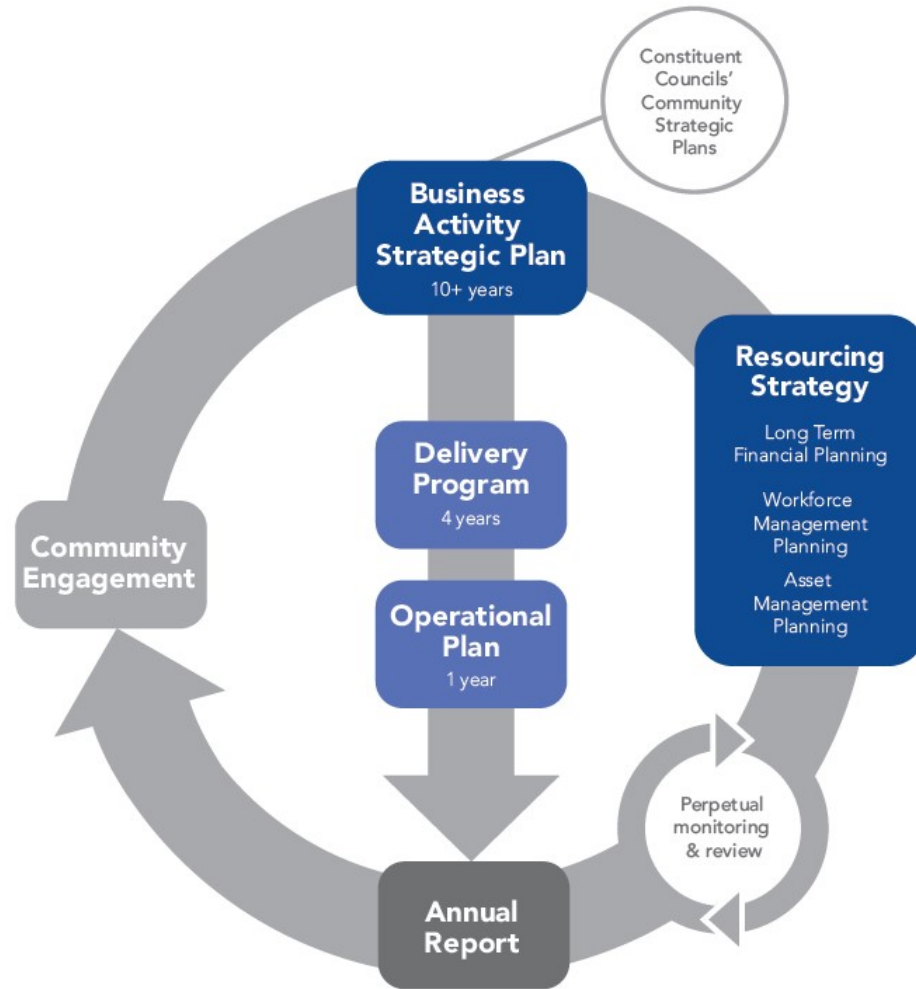 Constituent
Councils’
Community
Strategic
Plans
Business
Activity
Strategic Plan
10+ years
Resourcing
Strategy
Long Term
Financial Planning
Workforce
Management
Planning
Asset
Management
Planning
Delivery
Program
4 years
Community
Engagement
Operational
Plan
1 year
Perpetual
monitoring
& review
Annual
Report